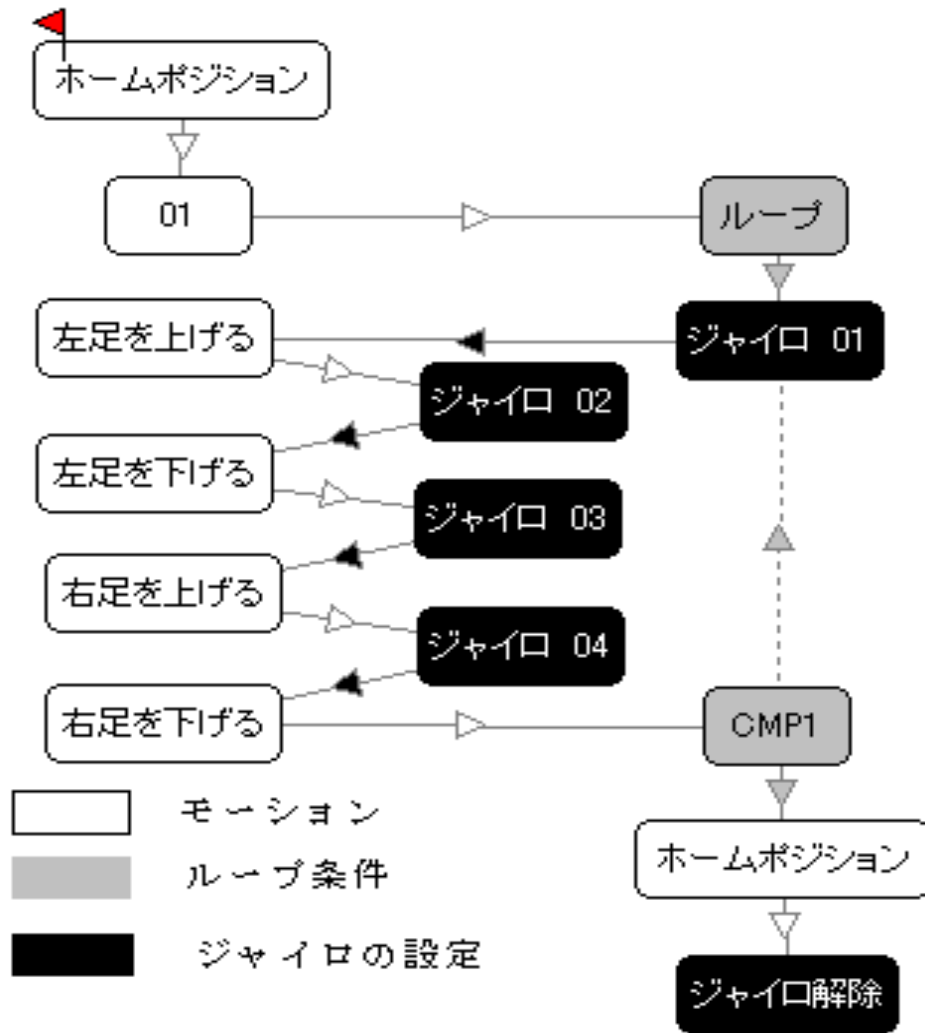 ホームポジション
01
ループ
左足を上げる
ジャイロ 01
ジャイロ 02
左足を下げる
ジャイロ 03
右足を上げる
ジャイロ 04
右足を下げる
CMP1
モーション
ホームポジション
ループ条件
ジャイロの設定
ジャイロ解除